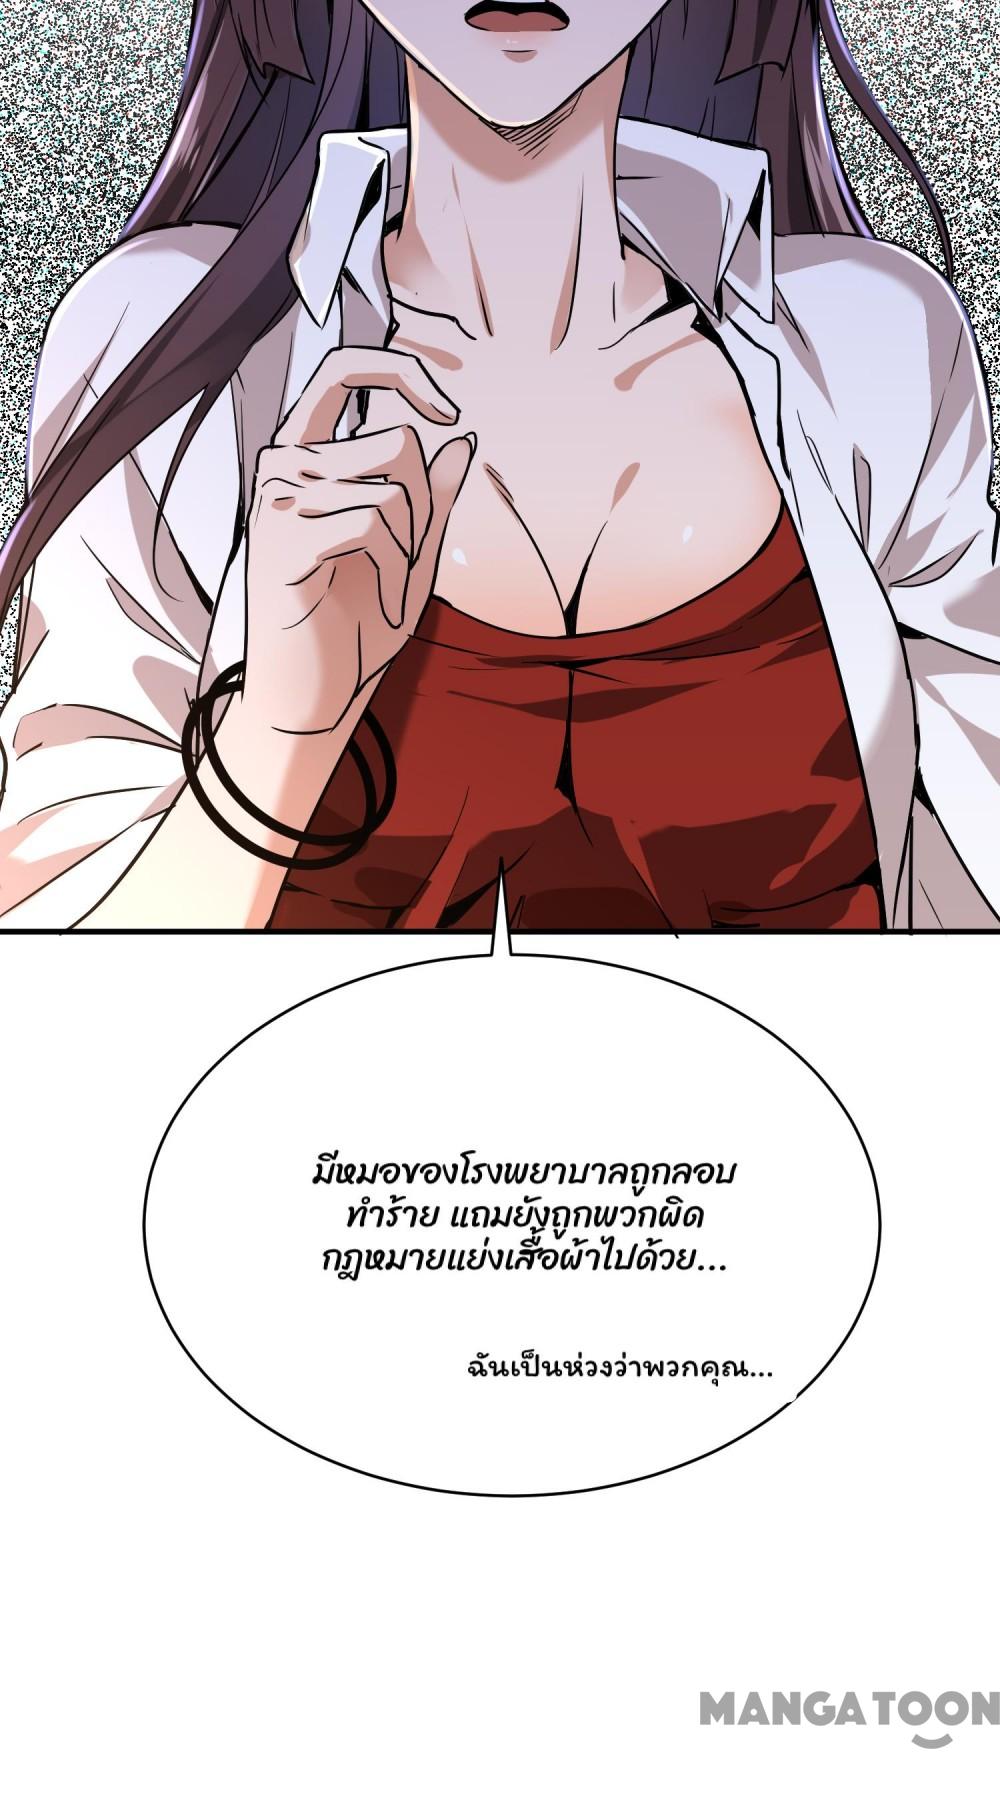 มีหมอของโรงพยาบาลถูกลอบ
ทำร้าย แถมยังถูกพวกผิด
กฎหมายแย่งเสื้อผ้าไปด้วย...
ฉันเป็นห่วงว่าพวกคุณ...
MANGATOON